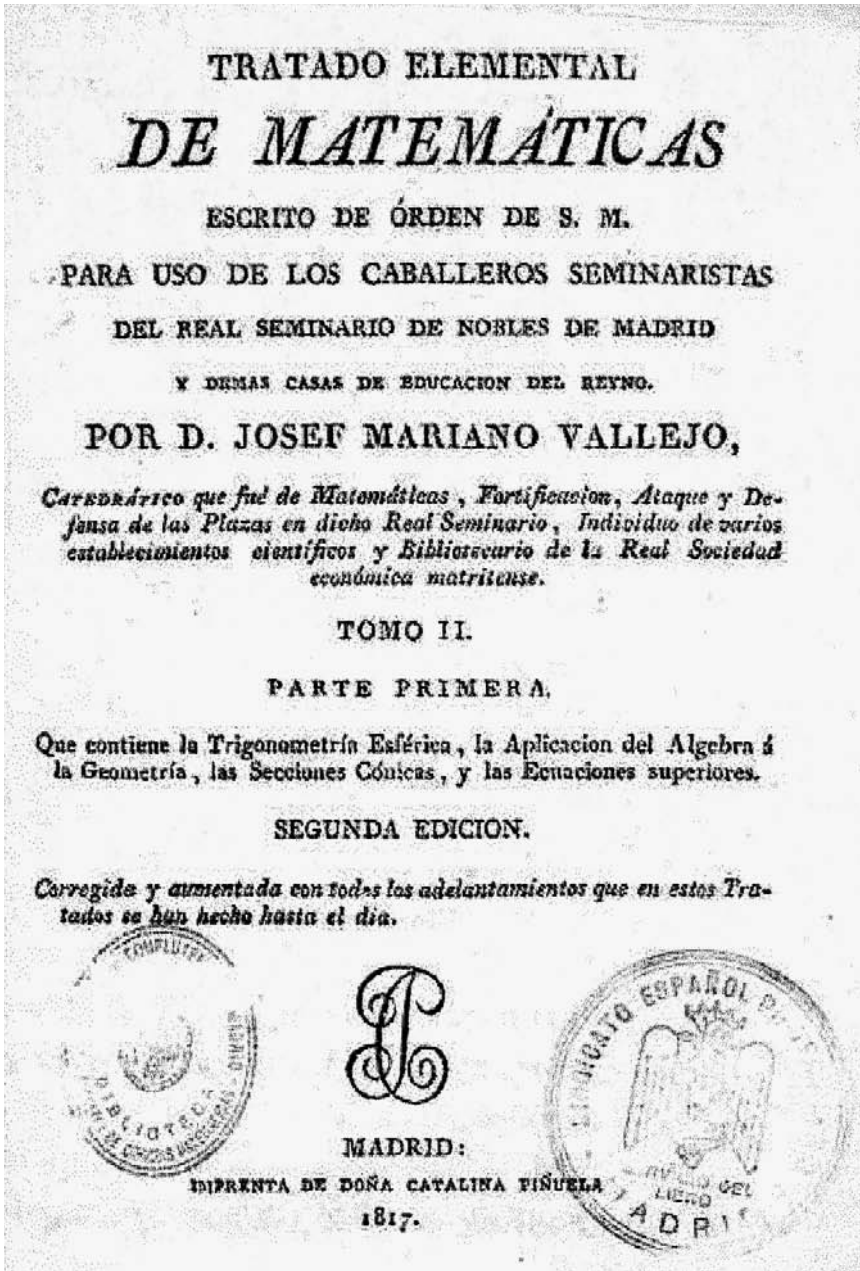 TRATADO ELEMENTAL
DE MATEMÁTICAS
ESCRITO DE ÓRDEN DE S. M.
PARA USO DE LOS CABALLEROS SEMINARISTAS
DEL REAL SEMINARIO DE NOBLES DE MADRID
Y DEMAS CASAS DE EDUCACION DEL REYNO.
POR D. JOSEF MARIANO VALLEJO,
CATEDRÁTICO que fué de Matemáticas, Fortificacion, Ataque y De-
fensa de las Plazas en dicho Real Seminario, Individuo de varios
establecimientos científicos y Bibliotecario de la Real Sociedad
económica matritense.
TOMO II.
PARTE PRIMERA.
Que contiene la Trigonometría Esférica, la Aplicacion del Algebra á
la Geometría, las Secciones Cónicas, y las Ecuaciones superiores.
SEGUNDA EDICION.
Corregida y aumentada con todos los adelantamientos que en estos Tra-
tados se han hecho hasta el dia.
BIBLIOTECA
SINDICATO ESPAÑOL
DEL
LIBRO
MADRID:
IMPRENTA DE DOÑA CATALINA PIÑUELA
1817.